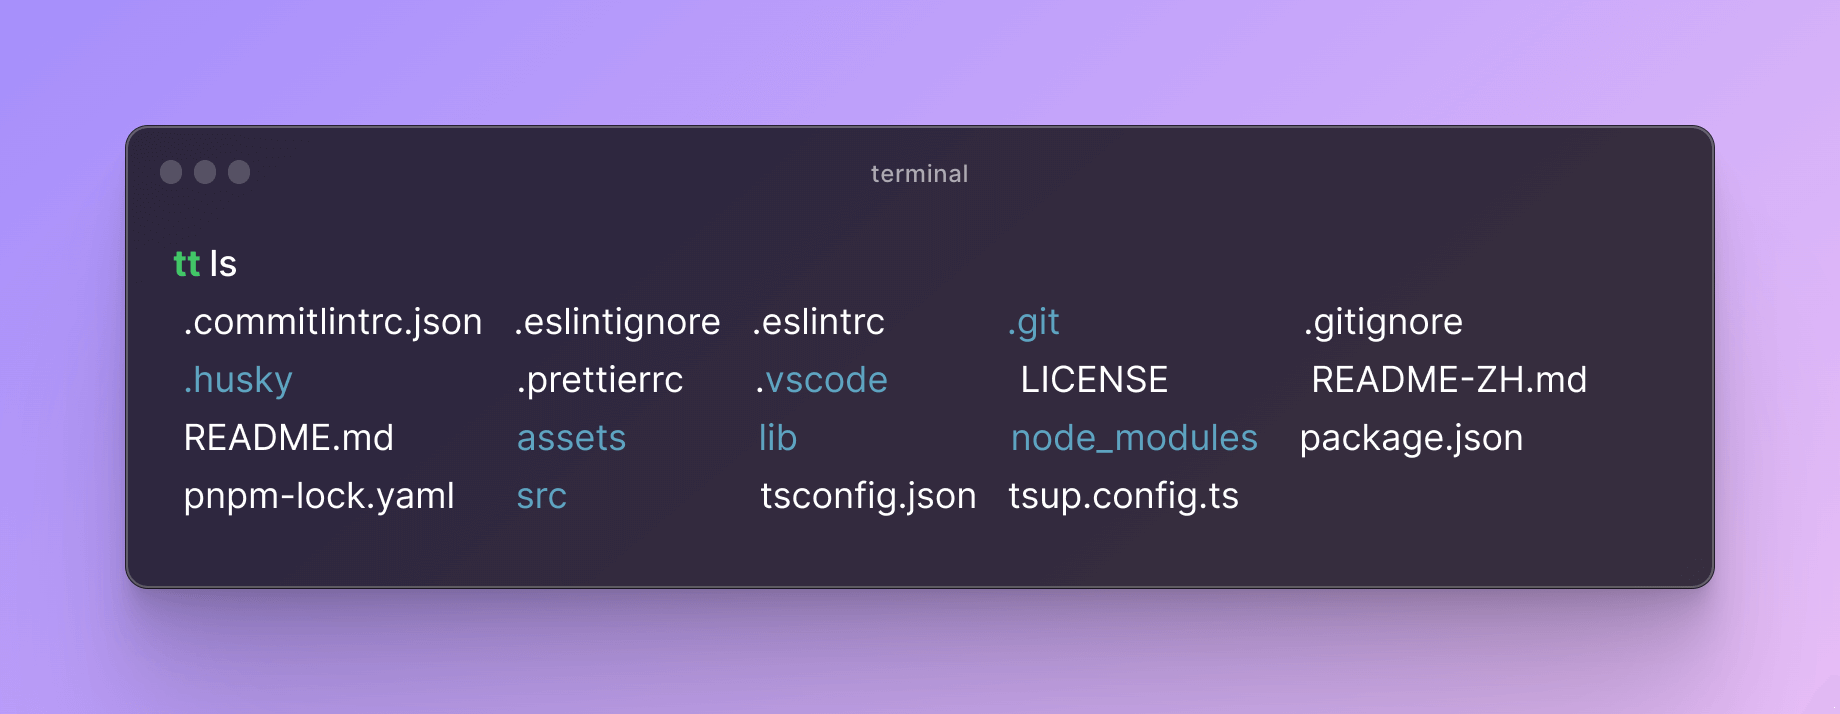 terminal
tt ls
.commitlintrc.json .eslintignore .eslintrc .git .gitignore
.husky .prettierrc .vscode LICENSE README-ZH.md
README.md assets lib node_modules package.json
pnpm-lock.yaml src tsconfig.json tsup.config.ts